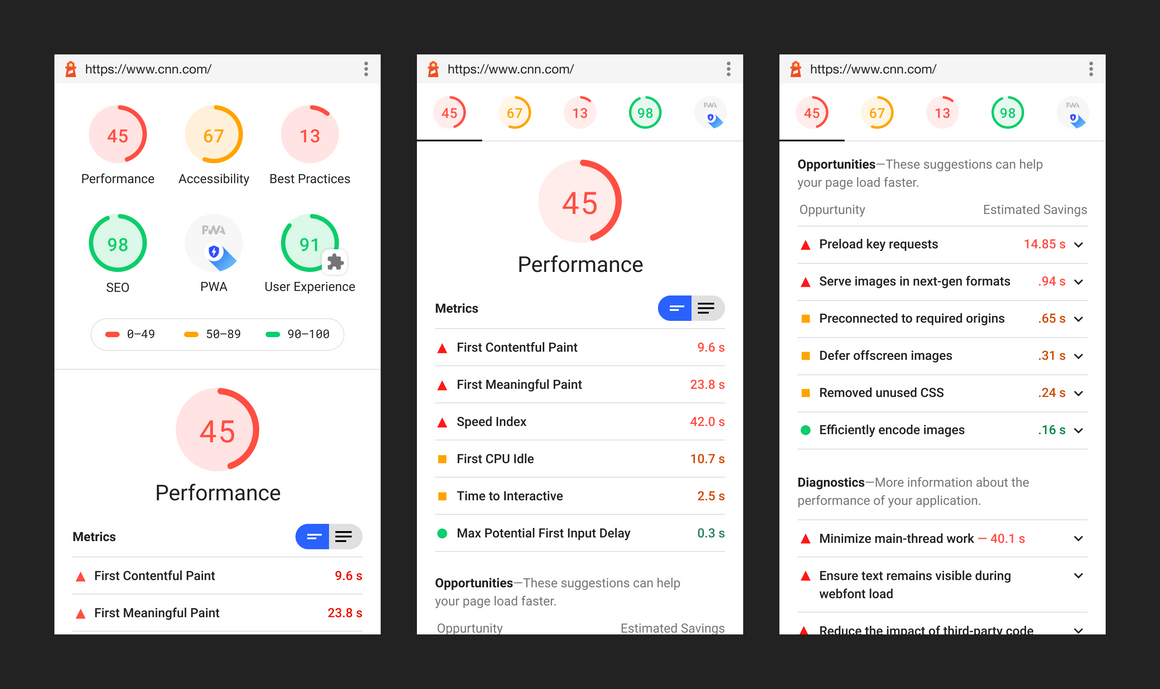 https://www.cnn.com/
45
67
13
Performance
Accessibility
Best Practices
98
PWA
91
SEO
PWA
User Experience
0–49
50–89
90–100
45
Performance
Metrics
First Contentful Paint 9.6 s
First Meaningful Paint 23.8 s
https://www.cnn.com/
45
67
13
98
PWA
45
Performance
Metrics
First Contentful Paint 9.6 s
First Meaningful Paint 23.8 s
Speed Index 42.0 s
First CPU Idle 10.7 s
Time to Interactive 2.5 s
Max Potential First Input Delay 0.3 s
Opportunities—These suggestions can help
your page load faster.
Oppurtunity Estimated Savings
https://www.cnn.com/
45
67
13
98
PWA
Opportunities—These suggestions can help
your page load faster.
Oppurtunity Estimated Savings
Preload key requests 14.85 s
Serve images in next-gen formats .94 s
Preconnected to required origins .65 s
Defer offscreen images .31 s
Removed unused CSS .24 s
Efficiently encode images .16 s
Diagnostics—More information about the
performance of your application.
Minimize main-thread work — 40.1 s
Ensure text remains visible during
webfont load
Reduce the impact of third-party code